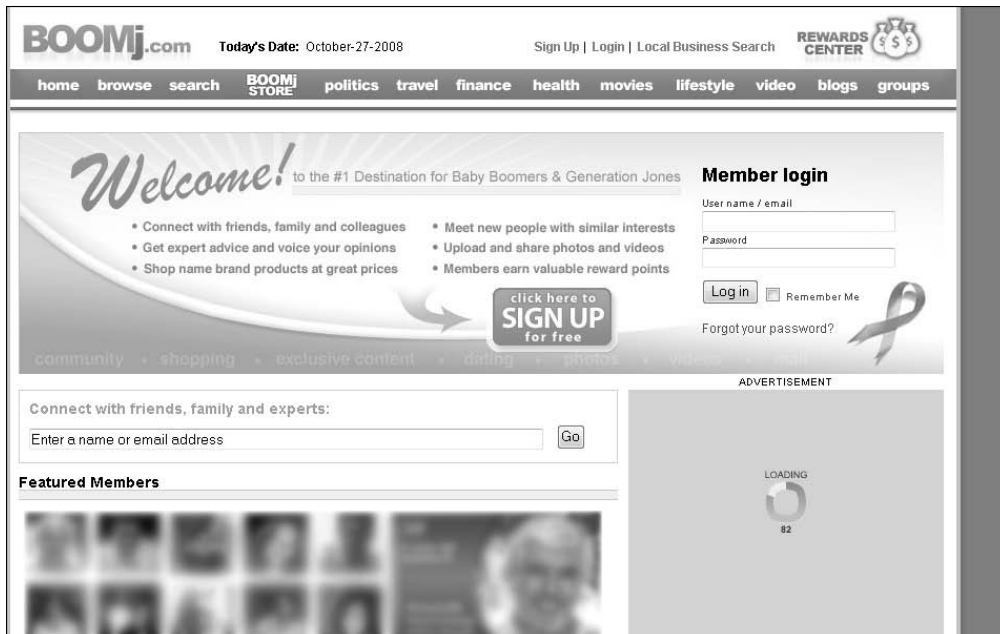 BOOMj.com
Today's Date: October-27-2008
Sign Up | Login | Local Business Search
REWARDS
CENTER
$ $ $
home browse search BOOMj STORE politics travel finance health movies lifestyle video blogs groups
Welcome! to the #1 Destination for Baby Boomers & Generation Jones
• Connect with friends, family and colleagues
• Get expert advice and voice your opinions
• Shop name brand products at great prices
• Meet new people with similar interests
• Upload and share photos and videos
• Members earn valuable reward points
click here to
SIGN UP
for free
community • shopping • exclusive content • dating • photos • videos • mail
Member login
User name / email
Password
Log in Remember Me
Forgot your password?
ADVERTISEMENT
Connect with friends, family and experts:
Enter a name or email address Go
LOADING
82
Featured Members